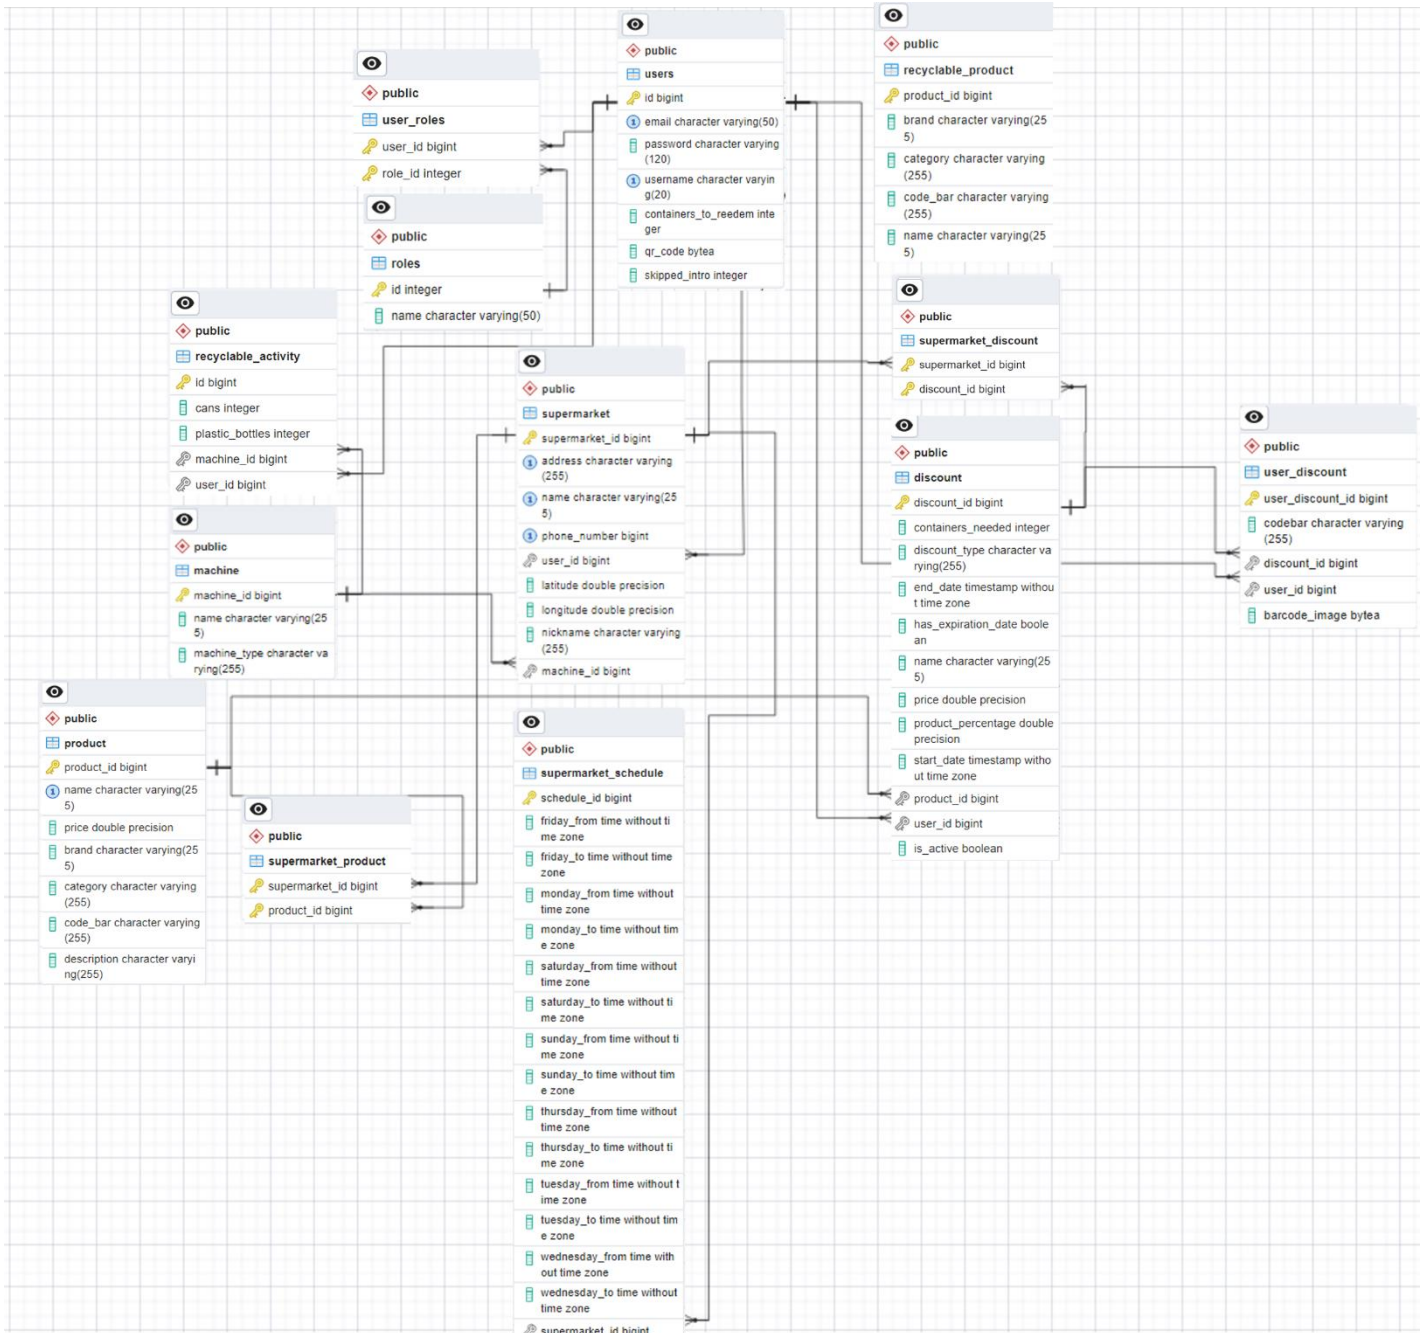 public
users
id bigint
email character varying(50)
password character varying
(120)
username character varyin
g(20)
containers_to_reedem inte
ger
qr_code bytea
skipped_intro integer
public
recyclable_product
product_id bigint
brand character varying(25
5)
category character varying
(255)
code_bar character varying
(255)
name character varying(25
5)
public
user_roles
user_id bigint
role_id integer
public
roles
id integer
name character varying(50)
public
recyclable_activity
id bigint
cans integer
plastic_bottles integer
machine_id bigint
user_id bigint
public
supermarket
supermarket_id bigint
address character varying
(255)
name character varying(25
5)
phone_number bigint
user_id bigint
latitude double precision
longitude double precision
nickname character varying
(255)
machine_id bigint
public
supermarket_discount
supermarket_id bigint
discount_id bigint
public
discount
discount_id bigint
containers_needed integer
discount_type character va
rying(255)
end_date timestamp withou
t time zone
has_expiration_date boole
an
name character varying(25
5)
price double precision
product_percentage double
precision
start_date timestamp witho
ut time zone
product_id bigint
user_id bigint
is_active boolean
public
user_discount
user_discount_id bigint
codebar character varying
(255)
discount_id bigint
user_id bigint
barcode_image bytea
public
machine
machine_id bigint
name character varying(25
5)
machine_type character va
rying(255)
public
product
product_id bigint
name character varying(25
5)
price double precision
brand character varying(25
5)
category character varying
(255)
code_bar character varying
(255)
description character varyi
ng(255)
public
supermarket_product
supermarket_id bigint
product_id bigint
public
supermarket_schedule
schedule_id bigint
friday_from time without ti
me zone
friday_to time without time
zone
monday_from time without
time zone
monday_to time without tim
e zone
saturday_from time without
time zone
saturday_to time without ti
me zone
sunday_from time without ti
me zone
sunday_to time without tim
e zone
thursday_from time without
time zone
thursday_to time without ti
me zone
tuesday_from time without t
ime zone
tuesday_to time without tim
e zone
wednesday_from time with
out time zone
wednesday_to time without
time zone
supermarket_id bigint